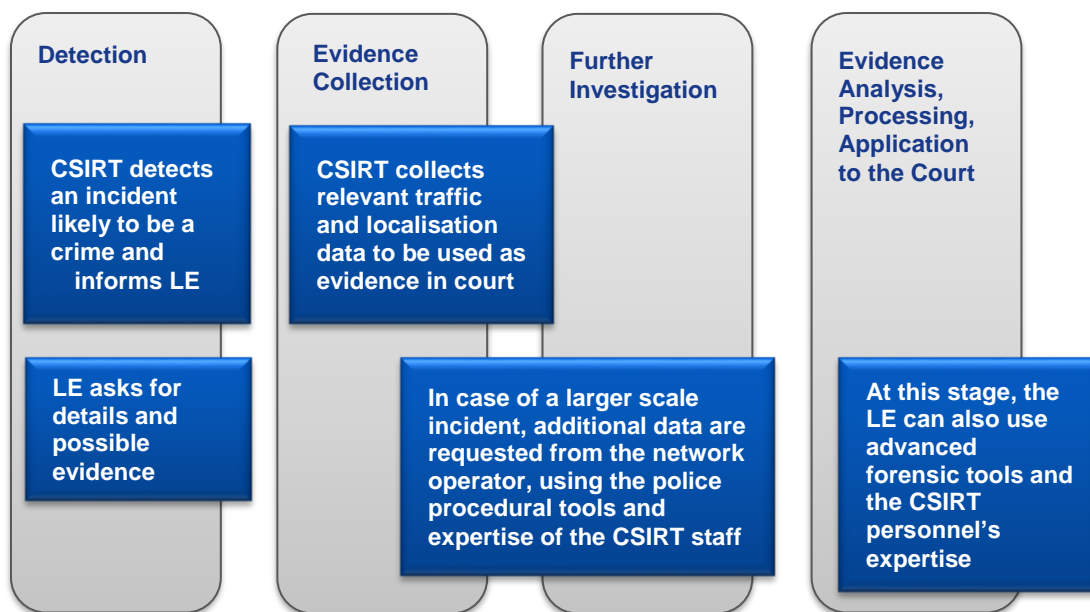 Detection
CSIRT detects
an incident
likely to be a
crime and
informs LE
LE asks for
details and
possible
evidence
Evidence
Collection
CSIRT collects
relevant traffic
and localisation
data to be used as
evidence in court
Further
Investigation
In case of a larger scale
incident, additional data are
requested from the network
operator, using the police
procedural tools and
expertise of the CSIRT staff
Evidence
Analysis,
Processing,
Application
to the Court
At this stage, the
LE can also use
advanced
forensic tools and
the CSIRT
personnel’s
expertise